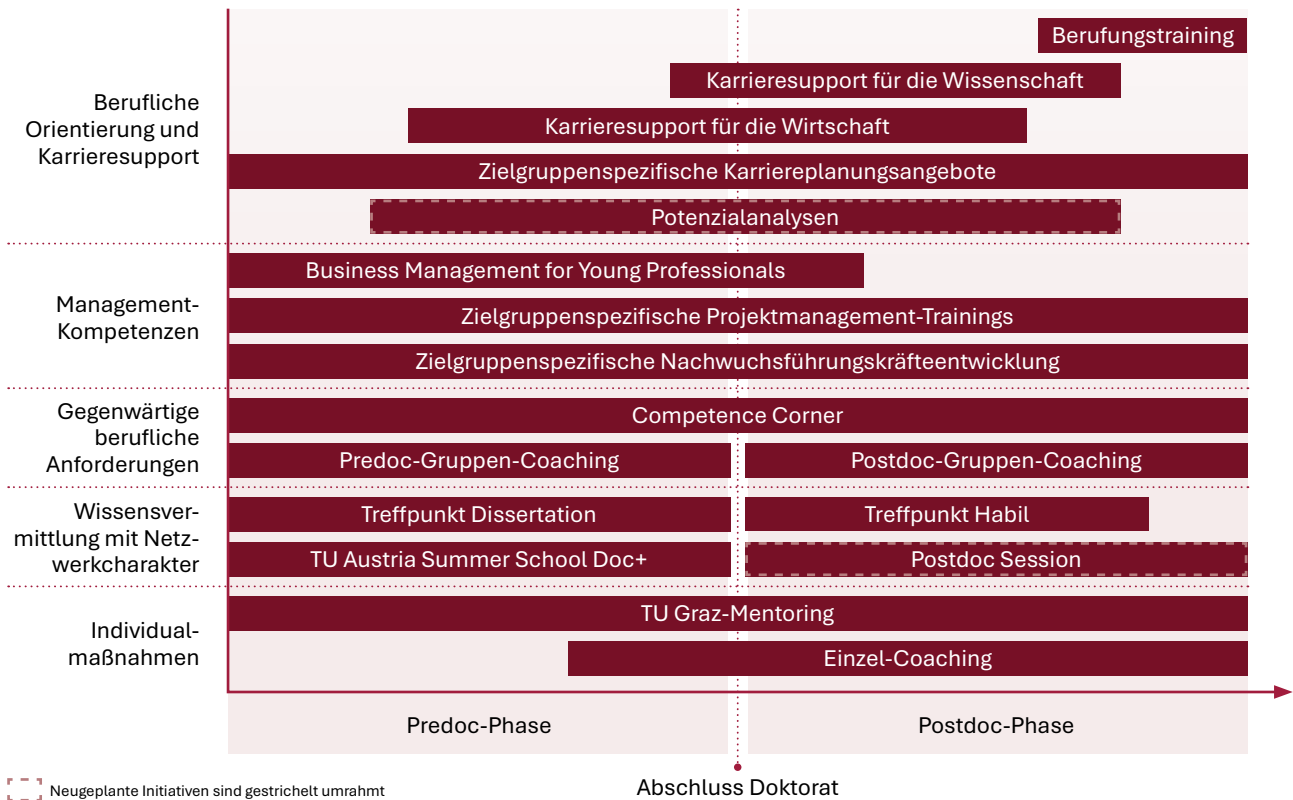 Berufliche
Orientierung und
Karrieresupport
Berufungstraining
Karrieresupport für die Wissenschaft
Karrieresupport für die Wirtschaft
Zielgruppenspezifische Karriereplanungsangebote
Potenzialanalysen
Management-
Kompetenzen
Business Management for Young Professionals
Zielgruppenspezifische Projektmanagement-Trainings
Zielgruppenspezifische Nachwuchsführungskräfteentwicklung
Gegenwärtige
berufliche
Anforderungen
Competence Corner
Predoc-Gruppen-Coaching
Postdoc-Gruppen-Coaching
Wissensver-
mittlung mit Netz-
werkcharakter
Treffpunkt Dissertation
Treffpunkt Habil
TU Austria Summer School Doc+
Postdoc Session
Individual-
maßnahmen
TU Graz-Mentoring
Einzel-Coaching
Predoc-Phase
Postdoc-Phase
Abschluss Doktorat
Neugeplante Initiativen sind gestrichelt umrahmt